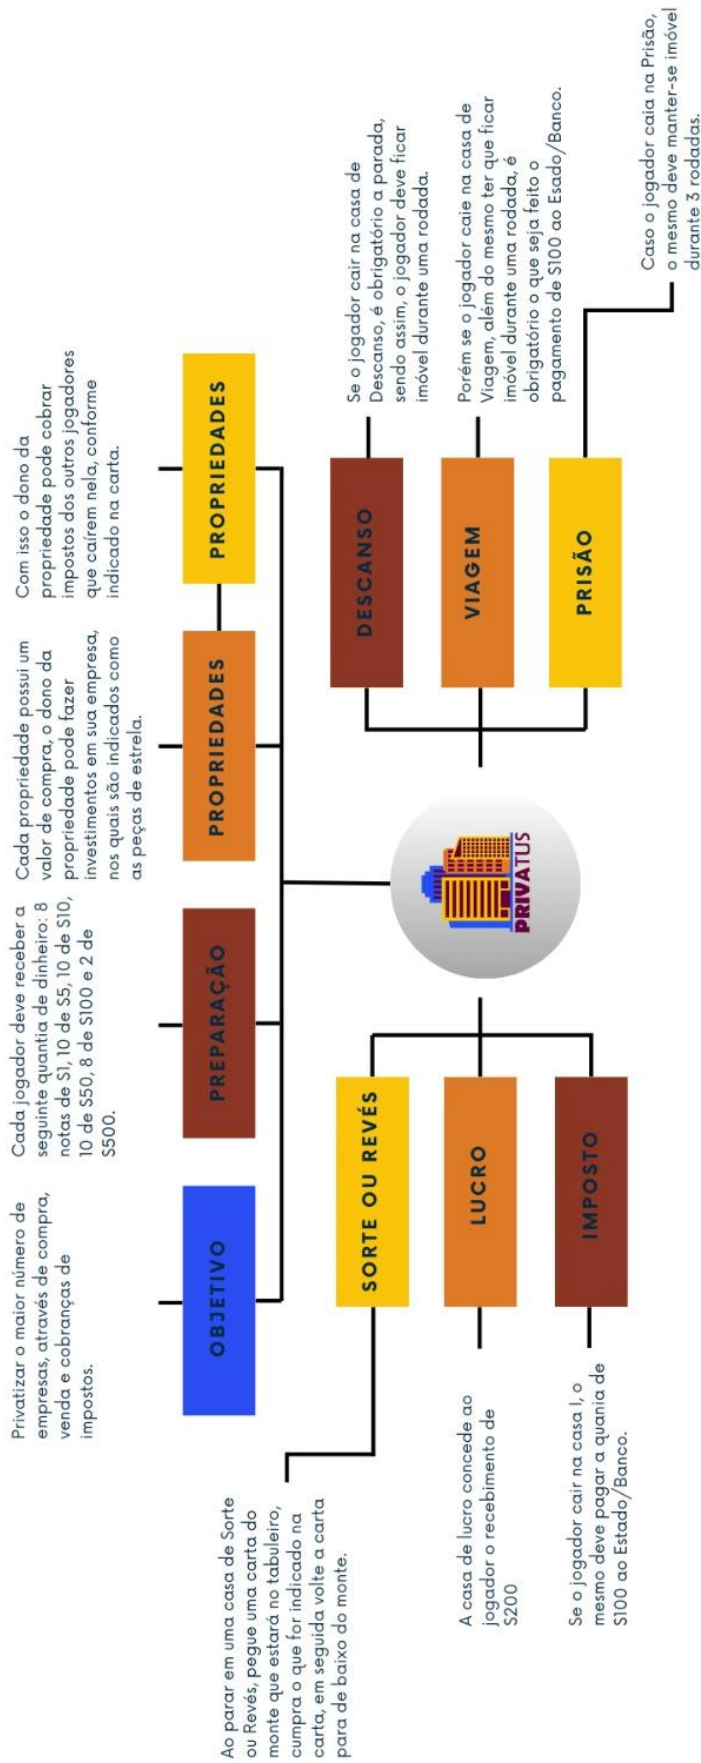 Privatizar o maior número de
empresas, através de compra,
venda e cobranças de
impostos.
OBJETIVO
Cada jogador deve receber a
seguinte quantia de dinheiro: 8
notas de S1, 10 de S5, 10 de S10,
10 de S50, 8 de S100 e 2 de
S500.
PREPARAÇÃO
Cada propriedade possui um
valor de compra, o dono da
propriedade pode fazer
investimentos em sua empresa,
nos quais são indicados como
as peças de estrela.
PROPRIEDADES
Com isso o dono da
propriedade pode cobrar
impostos dos outros jogadores
que caírem nela, conforme
indicado na carta.
PROPRIEDADES
Ao parar em uma casa de Sorte
ou Revés, pegue uma carta do
monte que estará no tabuleiro,
cumpra o que for indicado na
carta, em seguida volte a carta
para de baixo do monte.
SORTE OU REVÉS
A casa de lucro concede ao
jogador o recebimento de
S200
LUCRO
Se o jogador cair na casa I, o
mesmo deve pagar a quania de
S100 ao Estado/Banco.
IMPOSTO
PRIVATUS
DESCANSO
Se o jogador cair na casa de
Descanso, é obrigatório a parada,
sendo assim, o jogador deve ficar
imóvel durante uma rodada.
VIAGEM
Porém se o jogador caie na casa de
Viagem, além do mesmo ter que ficar
imóvel durante uma rodada, é
obrigatório o que seja feito o
pagamento de S100 ao Esado/Banco.
PRISÃO
Caso o jogador caia na Prisão,
o mesmo deve manter-se imóvel
durante 3 rodadas.